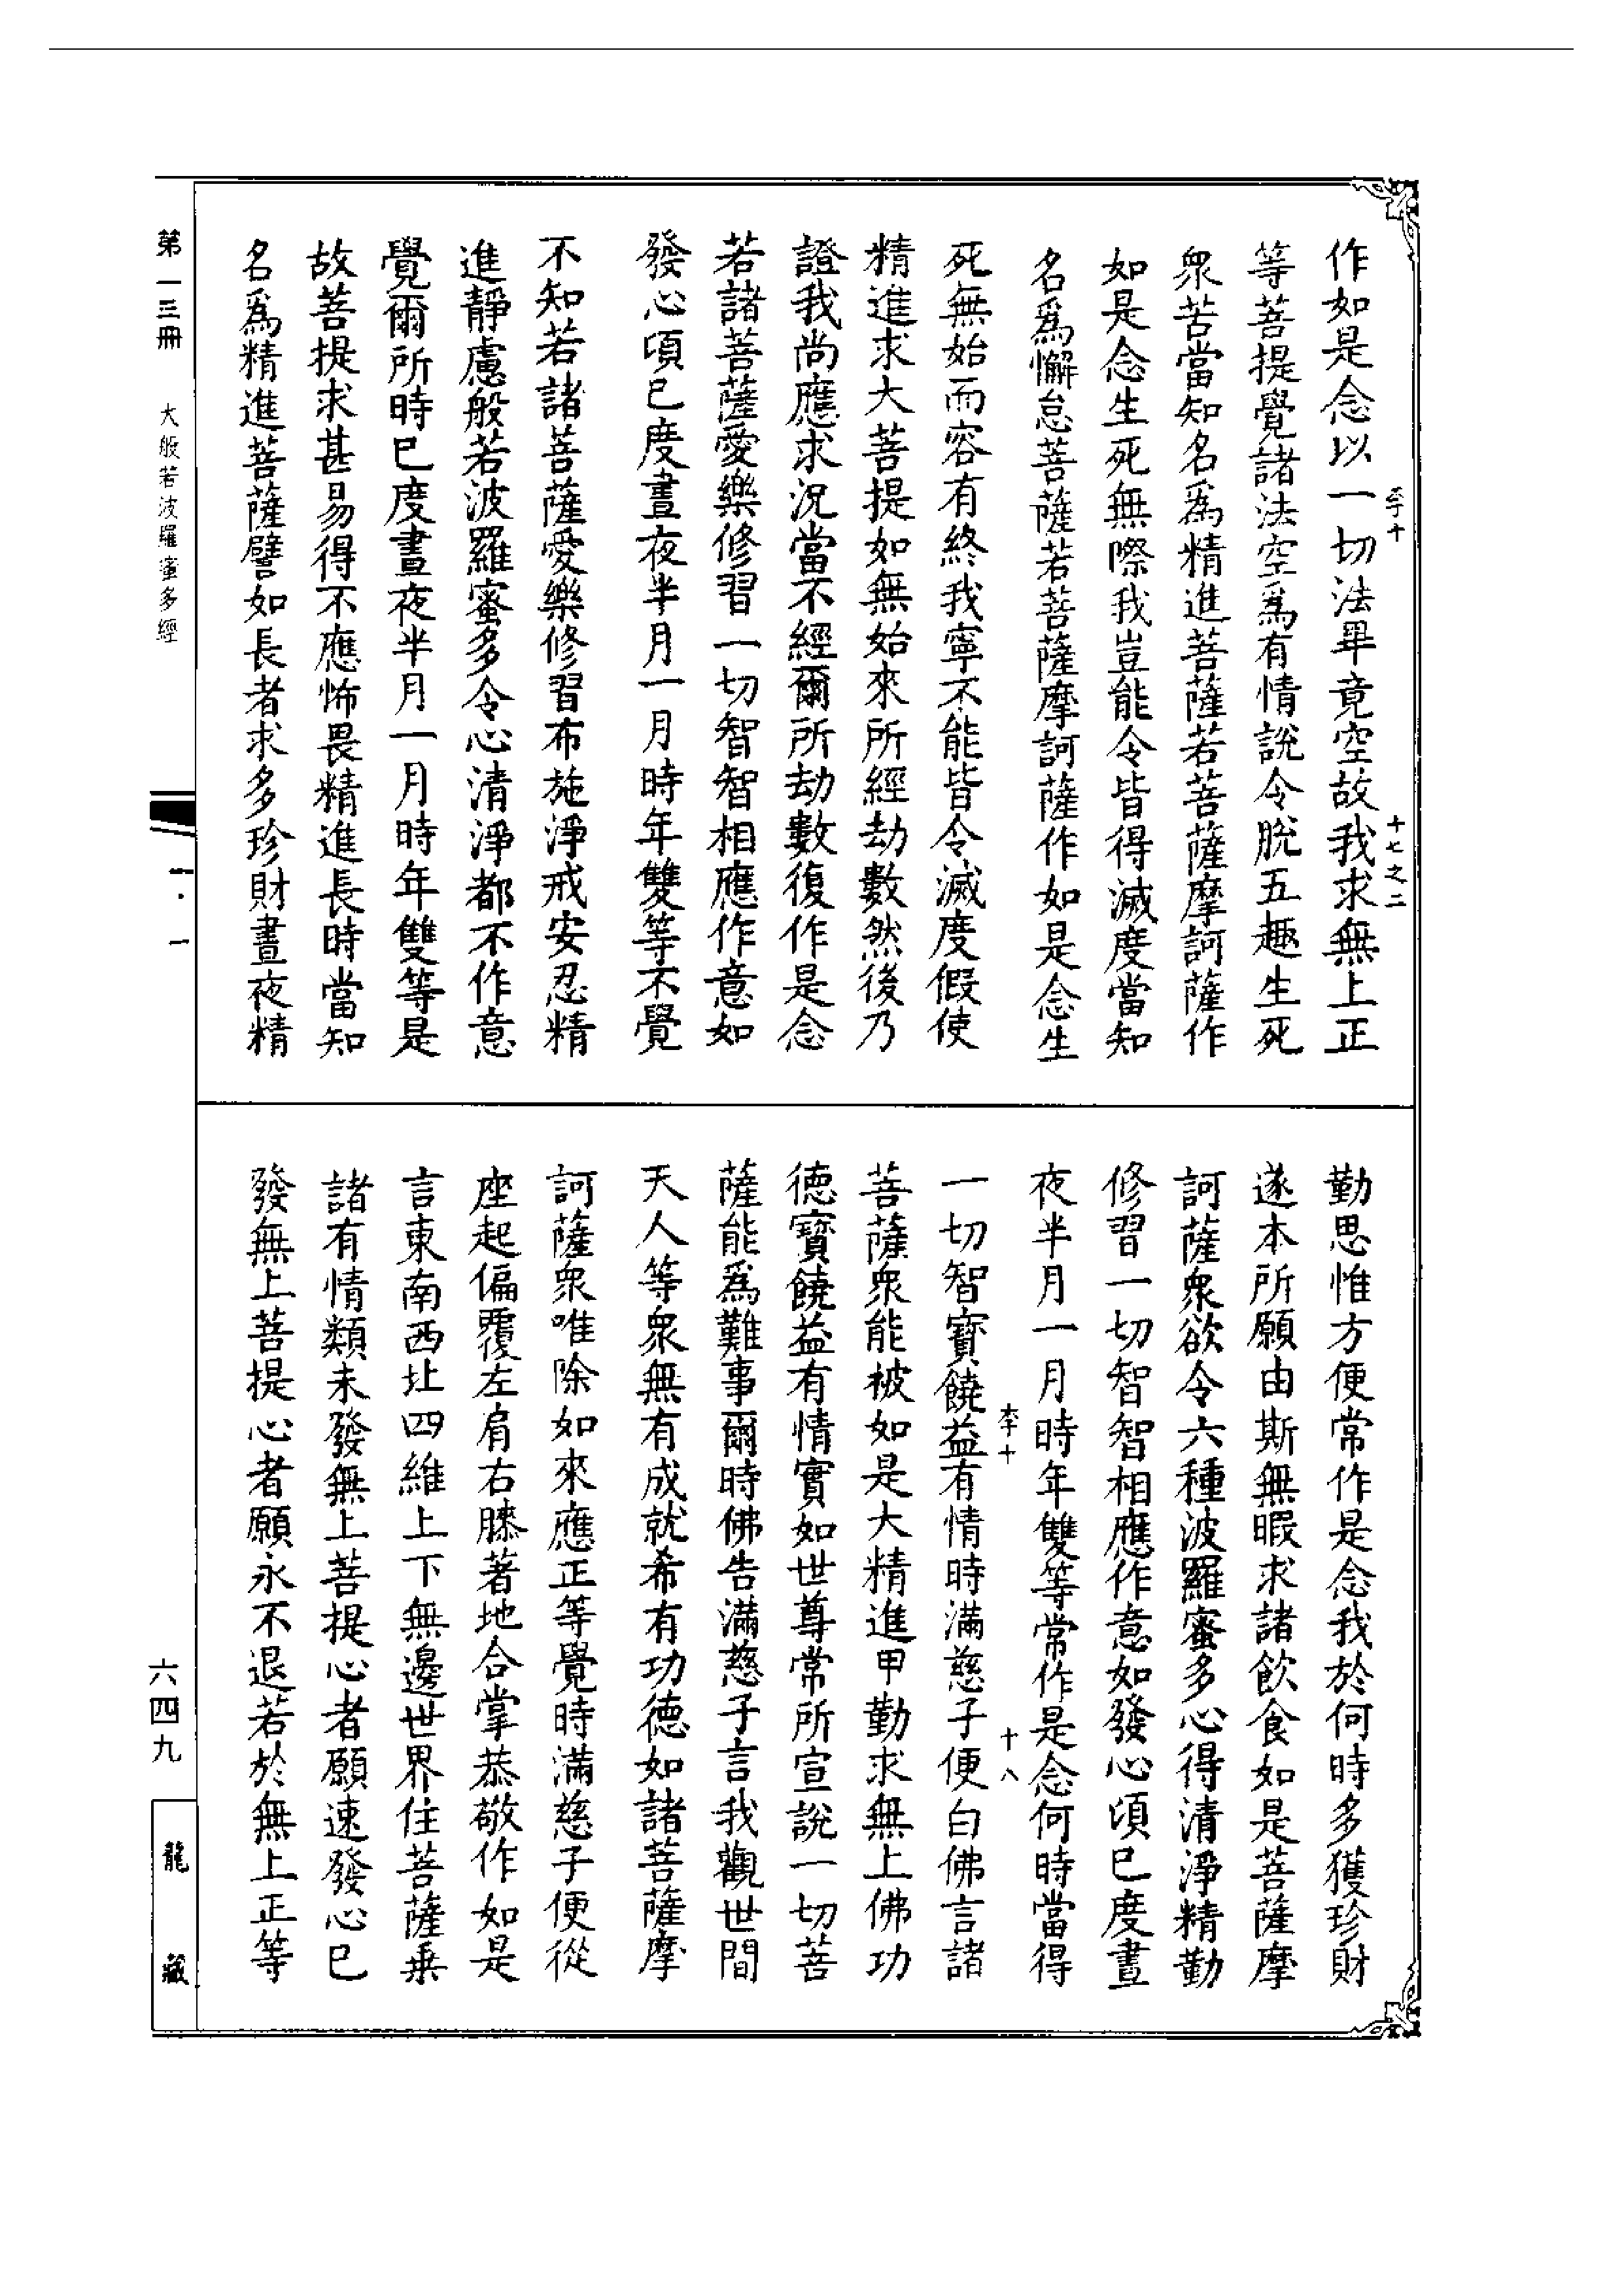 作如是念以一切法畢竟空故我求無上正
等菩提覺諸法空爲有情說令脫五趣生死
衆苦當知名爲精進菩薩若菩薩摩訶薩作
如是念生死無際我豈能令皆得滅度當知
名爲懈怠菩薩若菩薩摩訶薩作如是念生
死無始而容有終我寧不能皆令滅度假使
精進求大菩提如無始來所經劫數然後乃
證我尚應求況當不經爾所劫數復作是念
若諸菩薩愛樂修習一切智智相應作意如
發心頃已度晝夜半月一月時年雙等不覺
不知若諸菩薩愛樂修習布施淨戒安忍精
進靜慮般若波羅蜜多令心清淨都不作意
覺爾所時已度晝夜半月一月時年雙等是
故菩提求甚易得不應怖畏精進長時當知
名爲精進菩薩譬如長者求多珍財晝夜精
勤思惟方便常作是念我於何時多獲珍財
遂本所願由斯無暇求諸飲食如是菩薩摩
訶薩衆欲令六種波羅蜜多心得清淨精勤
修習一切智智相應作意如發心頃已度晝
夜半月一月時年雙等常作是念何時當得
一切智寶饒益有情時滿慈子便白佛言諸
菩薩衆能被如是大精進甲勤求無上佛功
德寶饒益有情實如世尊常所宣說一切菩
薩能爲難事爾時佛告滿慈子言我觀世間
天人等衆無有成就希有功德如諸菩薩摩
訶薩衆唯除如來應正等覺時滿慈子便從
座起偏覆左肩右膝著地合掌恭敬作如是
言東南西北四維上下無邊世界住菩薩乘
諸有情類未發無上菩提心者願速發心已
發無上菩提心者願永不退若於無上正等
李十
十七之二
李十
十八
第一三冊
大般若波羅蜜多經
一·一
六四九
龍藏